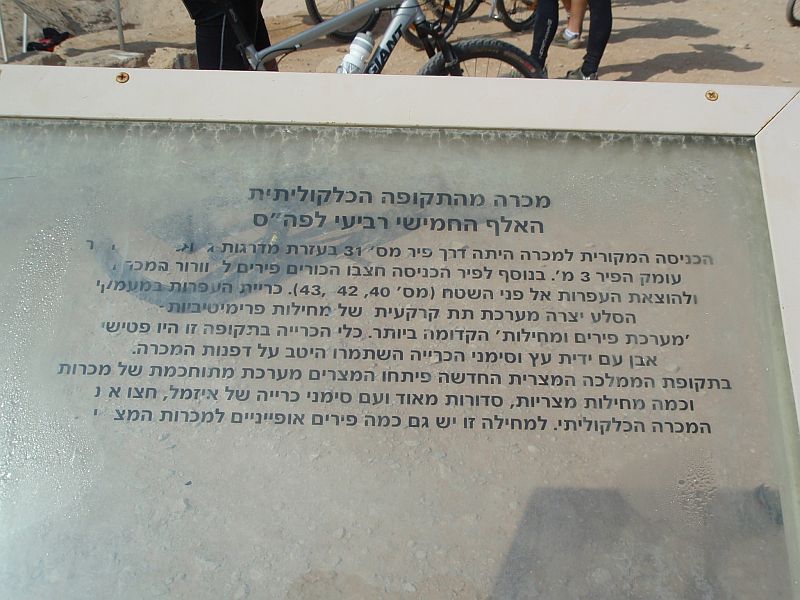 GIANT
מכרה מהתקופה הכלקוליתית
האלף החמישי רביעי לפה״ס
הכניסה המקורית למכרה היתה דרך פיר מס׳ 31 בעזרת מדרגות
עומק הפיר 3 מ׳. בנוסף לפיר הכניסה חצבו הכורים פירים
ולהוצאת העפרות אל פני השטח (מס׳ 40, 42 ,43). כריית העפרות במעמקי
הסלע יצרה מערכת תת קרקעית של מחילות פרימיטיביות-
׳מערכת פירים ומחילות׳ הקדומה ביותר. כלי הכרייה בתקופה זו היו פטישי
אבן עם ידית עץ וסימני הכרייה השתמרו היטב על דפנות המכרה.
בתקופת הממלכה המצרית החדשה פיתחו המצרים מערכת מתוחכמת של מכרות
וכמה מחילות מצריות, סדורות מאוד ועם סימני כרייה של איזמל, חצו
המכרה הכלקוליתי. למחילה זו יש גם כמה פירים אופייניים למכרות